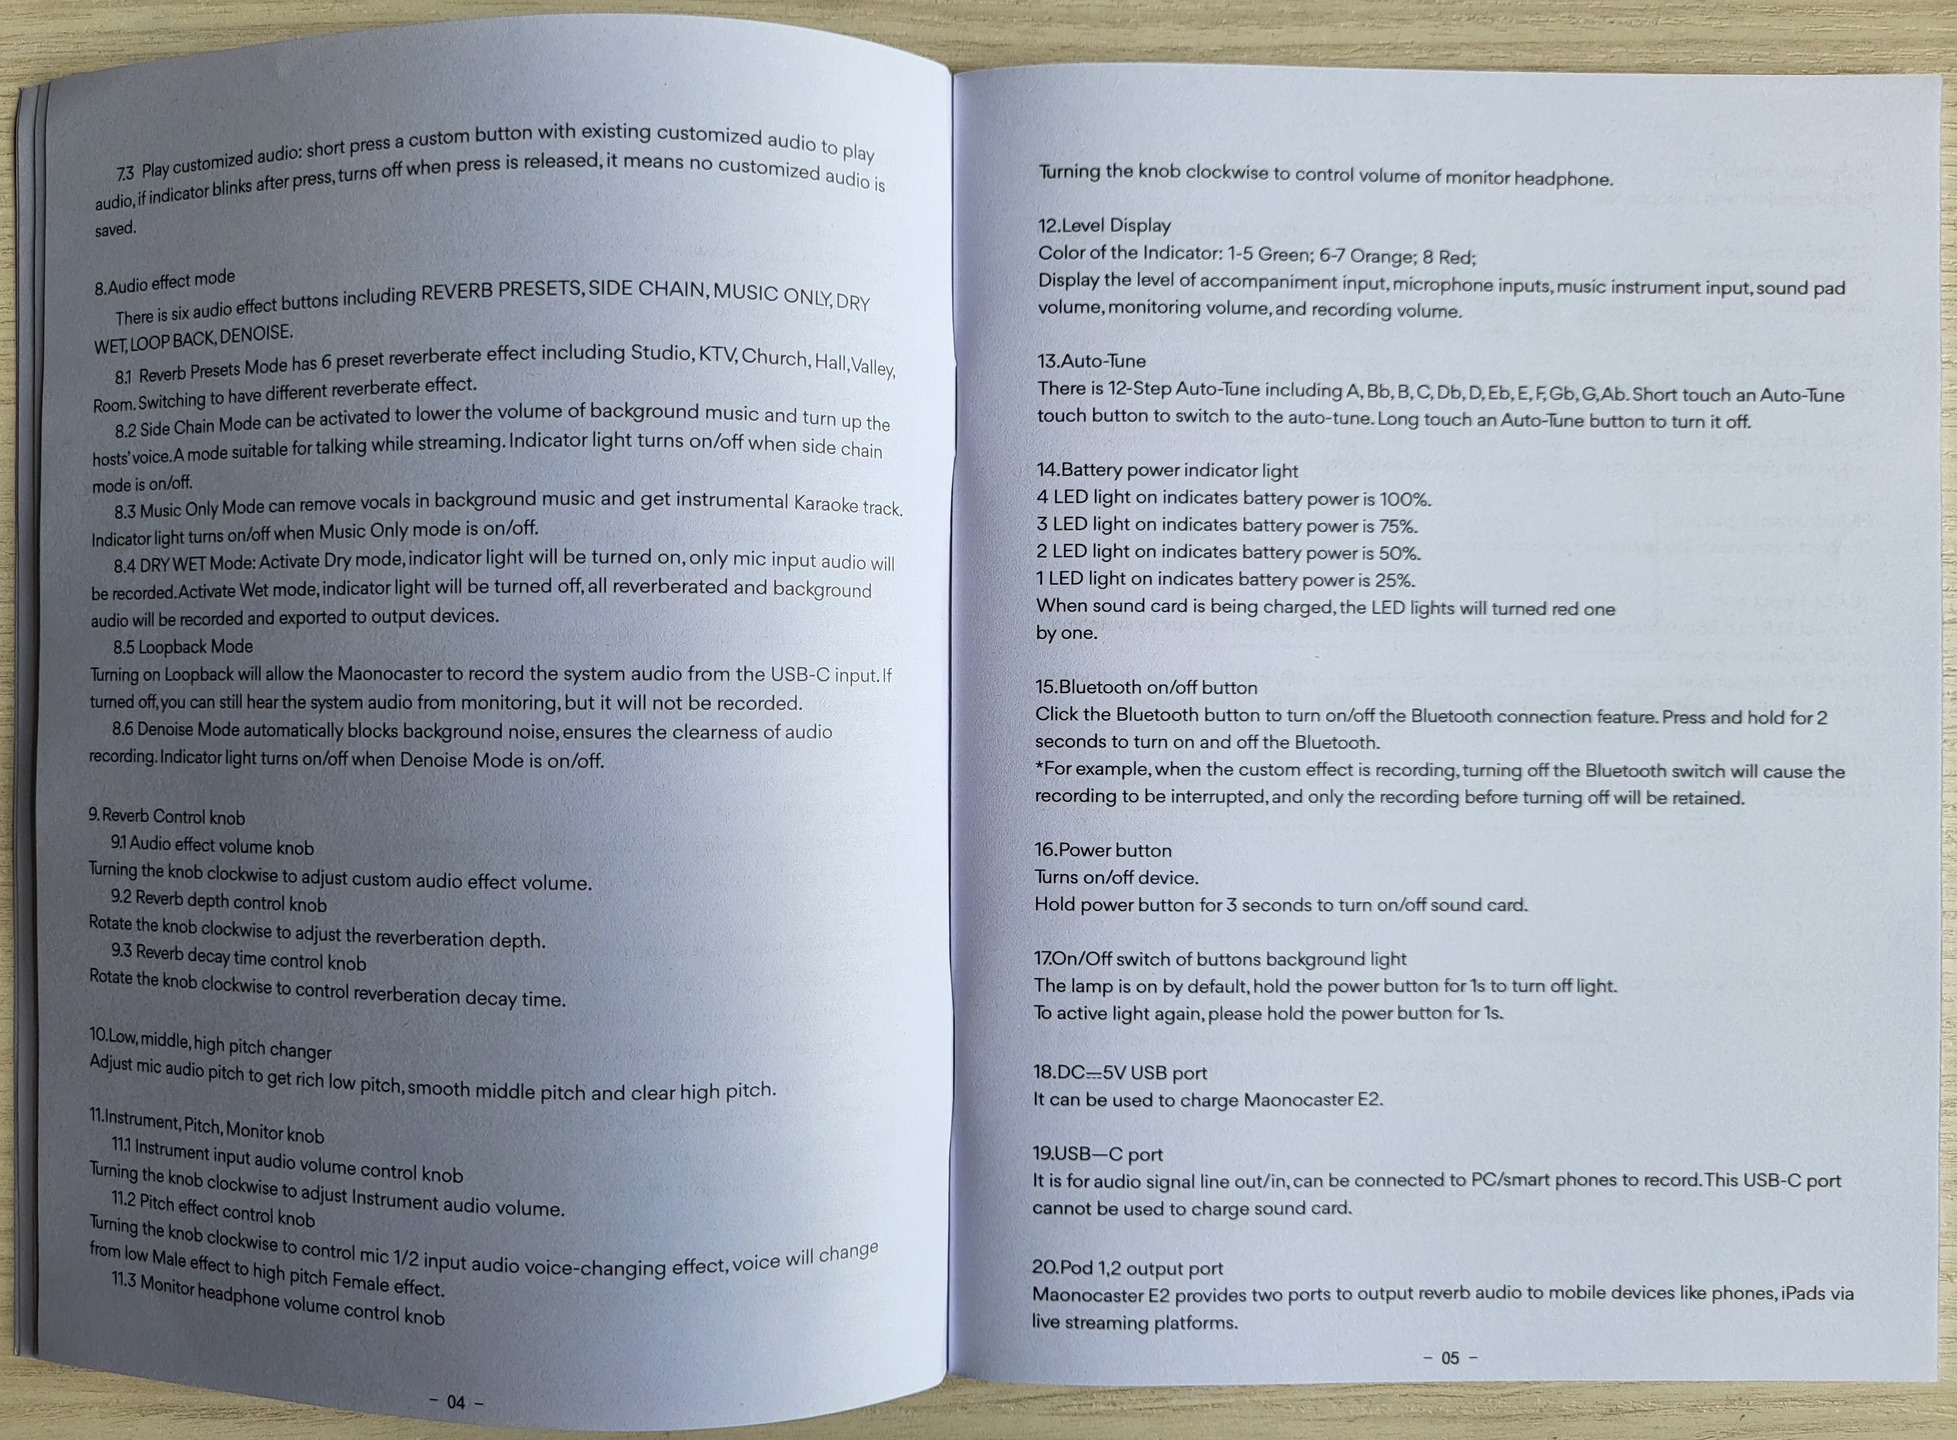 7.3 Play customized audio: short press a custom button with existing customized audio to play
audio, if indicator blinks after press, turns off when press is released, it means no customized audio is
saved.
8.Audio effect mode
There is six audio effect buttons including REVERB PRESETS, SIDE CHAIN, MUSIC ONLY, DRY
WET, LOOP BACK, DENOISE.
8.1 Reverb Presets Mode has 6 preset reverberate effect including Studio, KTV, Church, Hall, Valley,
Room. Switching to have different reverberate effect.
8.2 Side Chain Mode can be activated to lower the volume of background music and turn up the
hosts' voice.A mode suitable for talking while streaming. Indicator light turns on/off when side chain
mode is on/off.
8.3 Music Only Mode can remove vocals in background music and get instrumental Karaoke track.
Indicator light turns on/off when Music Only mode is on/off.
8.4 DRY WET Mode: Activate Dry mode, indicator light will be turned on, only mic input audio will
be recorded.Activate Wet mode, indicator light will be turned off, all reverberated and background
audio will be recorded and exported to output devices.
8.5 Loopback Mode
Turning on Loopback will allow the Maonocaster to record the system audio from the USB-C input. If
turned off, you can still hear the system audio from monitoring, but it will not be recorded.
8.6 Denoise Mode automatically blocks background noise, ensures the clearness of audio
recording. Indicator light turns on/off when Denoise Mode is on/off.
9.Reverb Control knob
9.1 Audio effect volume knob
Turning the knob clockwise to adjust custom audio effect volume.
9.2 Reverb depth control knob
Rotate the knob clockwise to adjust the reverberation depth.
9.3 Reverb decay time control knob
Rotate the knob clockwise to control reverberation decay time.
10.Low, middle, high pitch changer
Adjust mic audio pitch to get rich low pitch, smooth middle pitch and clear high pitch.
11.Instrument, Pitch, Monitor knob
11.1 Instrument input audio volume control knob
Turning the knob clockwise to adjust Instrument audio volume.
11.2 Pitch effect control knob
Turning the knob clockwise to control mic 1/2 input audio voice-changing effect, voice will change
from low Male effect to high pitch Female effect.
11.3 Monitor headphone volume control knob
- 04 -
Turning the knob clockwise to control volume of monitor headphone.
12.Level Display
Color of the Indicator: 1-5 Green; 6-7 Orange; 8 Red;
Display the level of accompaniment input, microphone inputs, music instrument input, sound pad
volume, monitoring volume, and recording volume.
13.Auto-Tune
There is 12-Step Auto-Tune including A, Bb, B, C, Db, D, Eb, E, F, Gb, G, Ab. Short touch an Auto-Tune
touch button to switch to the auto-tune. Long touch an Auto-Tune button to turn it off.
14.Battery power indicator light
4 LED light on indicates battery power is 100%.
3 LED light on indicates battery power is 75%.
2 LED light on indicates battery power is 50%.
1 LED light on indicates battery power is 25%.
When sound card is being charged, the LED lights will turned red one
by one.
15.Bluetooth on/off button
Click the Bluetooth button to turn on/off the Bluetooth connection feature. Press and hold for 2
seconds to turn on and off the Bluetooth.
*For example, when the custom effect is recording, turning off the Bluetooth switch will cause the
recording to be interrupted, and only the recording before turning off will be retained.
16.Power button
Turns on/off device.
Hold power button for 3 seconds to turn on/off sound card.
17.On/Off switch of buttons background light
The lamp is on by default, hold the power button for 1s to turn off light.
To active light again, please hold the power button for 1s.
18.DC⎓5V USB port
It can be used to charge Maonocaster E2.
19.USB—C port
It is for audio signal line out/in, can be connected to PC/smart phones to record. This USB-C port
cannot be used to charge sound card.
20.Pod 1,2 output port
Maonocaster E2 provides two ports to output reverb audio to mobile devices like phones, iPads via
live streaming platforms.
- 05 -